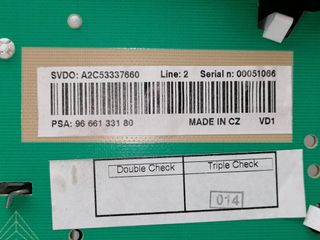 SVDO: A2C53337660 Line: 2 Serial n: 00051066
PSA: 96 661 331 80 MADE IN CZ VD1
Double Check Triple Check
014